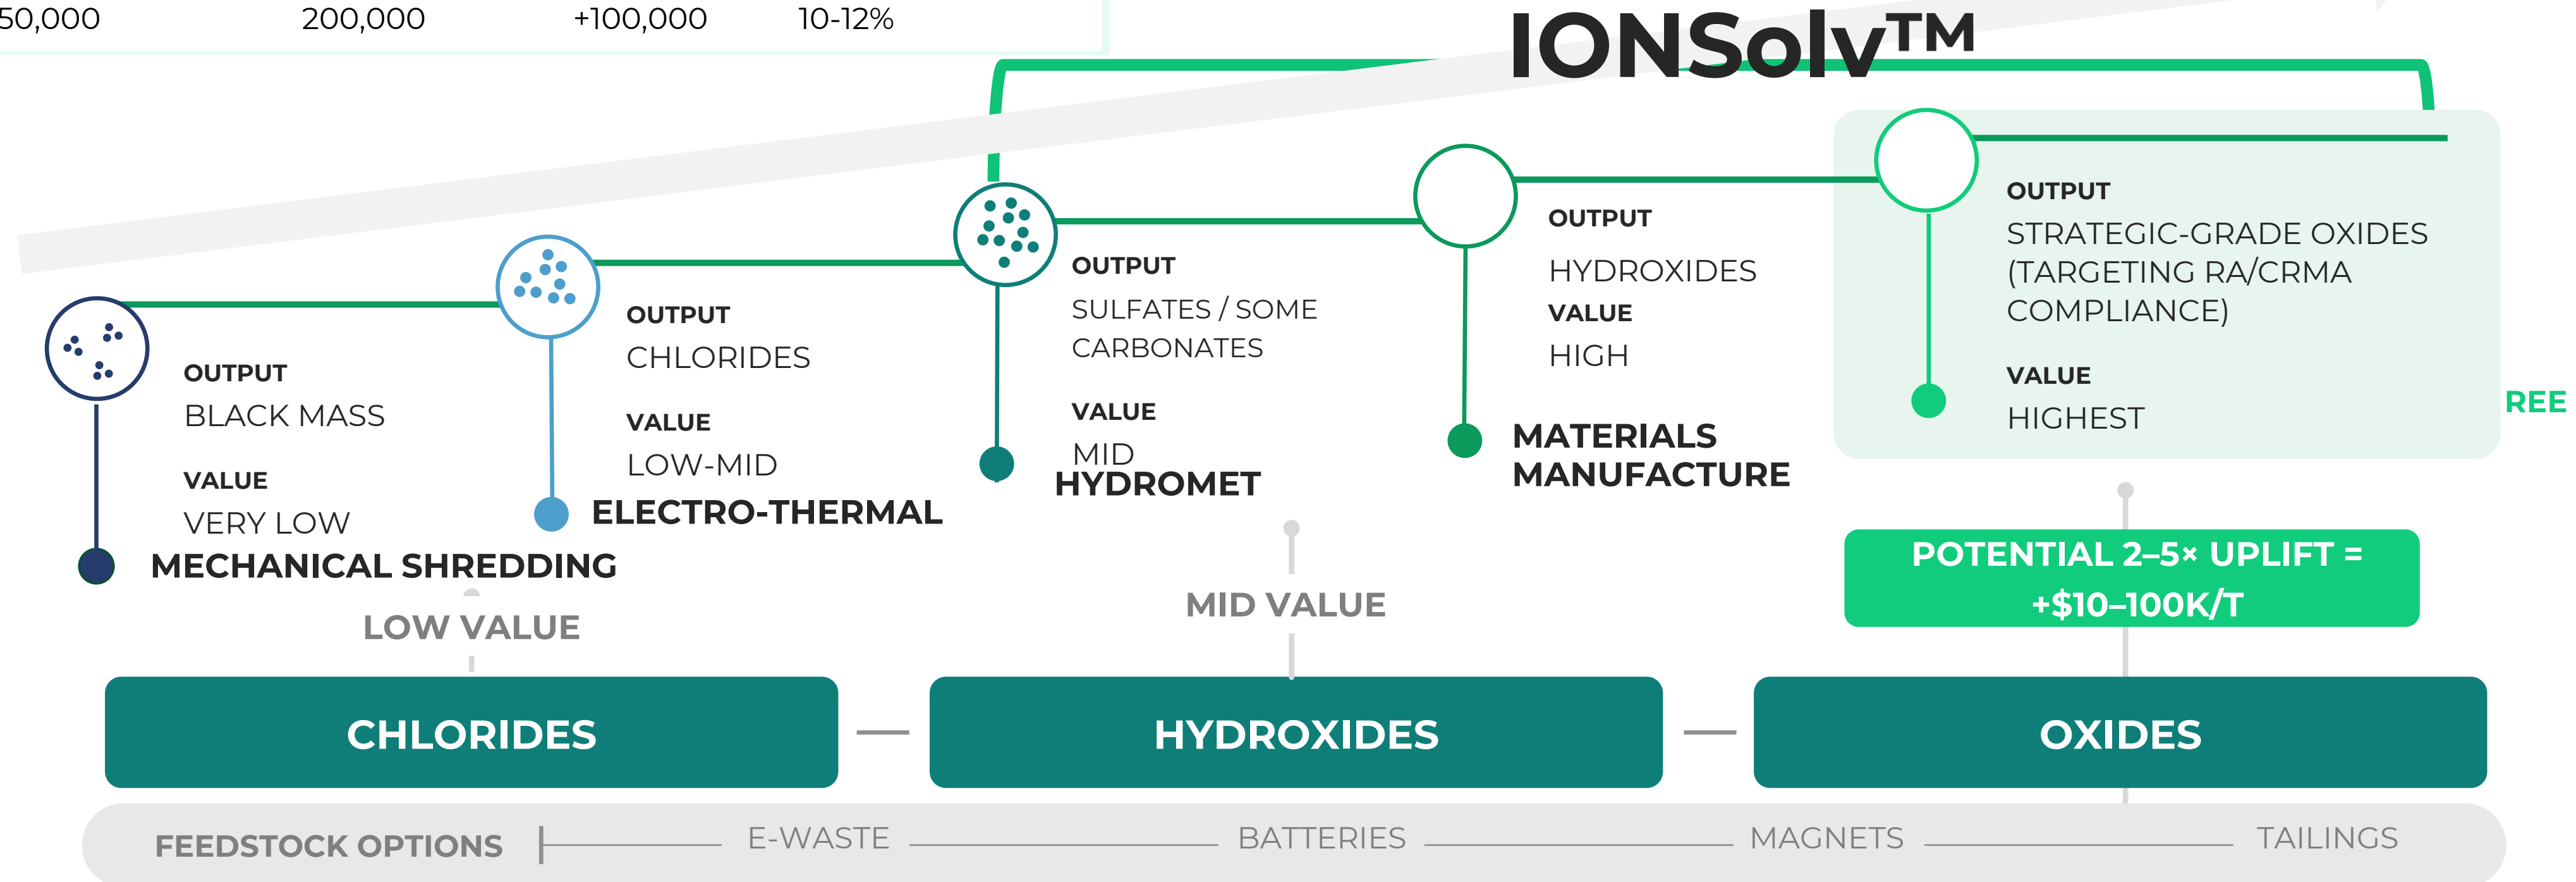 50,000 200,000 +100,000 10-12%
IONSolv™
OUTPUT
BLACK MASS
VALUE
VERY LOW
MECHANICAL SHREDDING
OUTPUT
CHLORIDES
VALUE
LOW-MID
ELECTRO-THERMAL
OUTPUT
SULFATES / SOME
CARBONATES
VALUE
MID
HYDROMET
OUTPUT
HYDROXIDES
VALUE
HIGH
MATERIALS
MANUFACTURE
OUTPUT
STRATEGIC-GRADE OXIDES
(TARGETING RA/CRMA
COMPLIANCE)
VALUE
HIGHEST
REE
LOW VALUE
MID VALUE
POTENTIAL 2–5× UPLIFT =
+$10–100K/T
CHLORIDES — HYDROXIDES — OXIDES
FEEDSTOCK OPTIONS E-WASTE BATTERIES MAGNETS TAILINGS